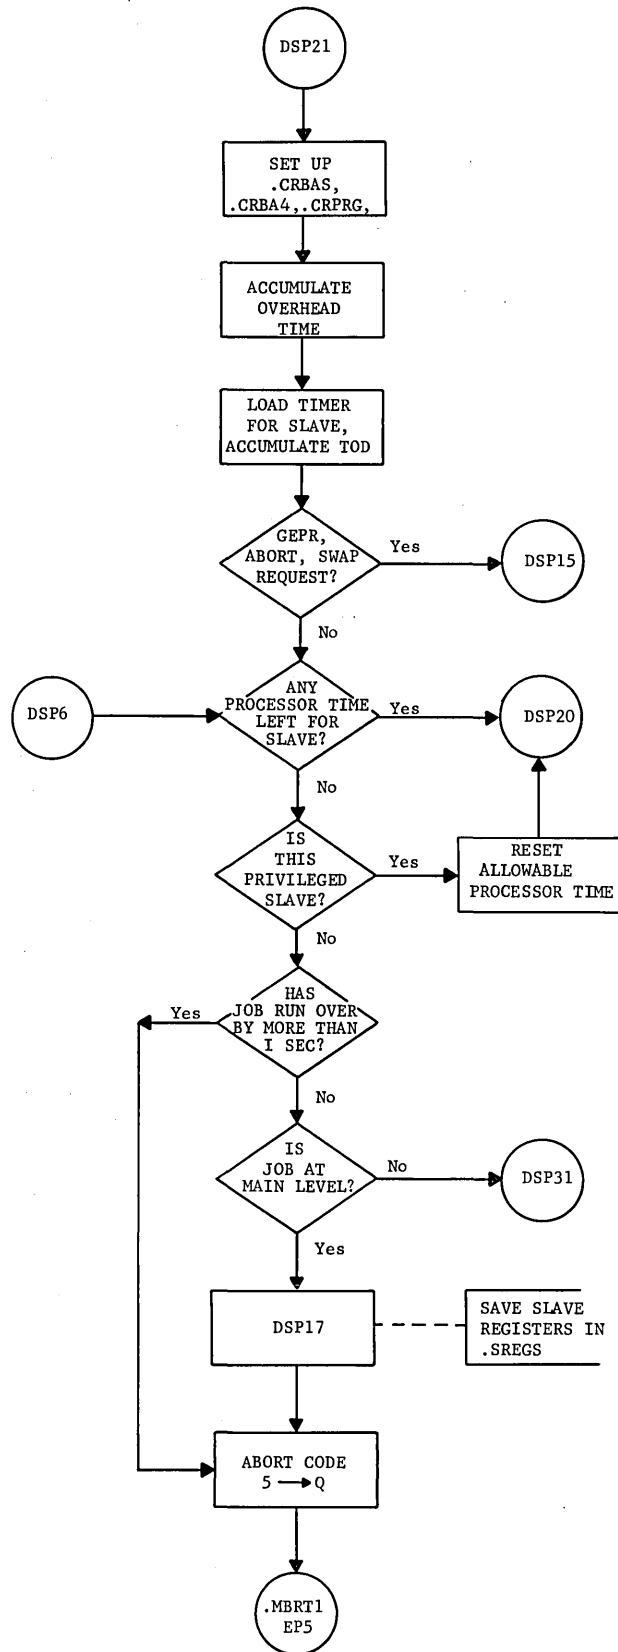 DSP21
SET UP
.CRBAS,
.CRBA4,.CRPRG,
ACCUMULATE
OVERHEAD
TIME
LOAD TIMER
FOR SLAVE,
ACCUMULATE TOD
GEPR,
ABORT, SWAP
REQUEST?
Yes
DSP15
No
DSP6
ANY
PROCESSOR TIME
LEFT FOR
SLAVE?
Yes
DSP20
No
IS
THIS
PRIVILEGED
SLAVE?
Yes
RESET
ALLOWABLE
PROCESSOR TIME
No
HAS
JOB RUN OVER
BY MORE THAN
1 SEC?
Yes
No
IS
JOB AT
MAIN LEVEL?
No
DSP31
Yes
DSP17
SAVE SLAVE
REGISTERS IN
.SREGS
ABORT CODE
5 → Q
.MBRT1
EP5